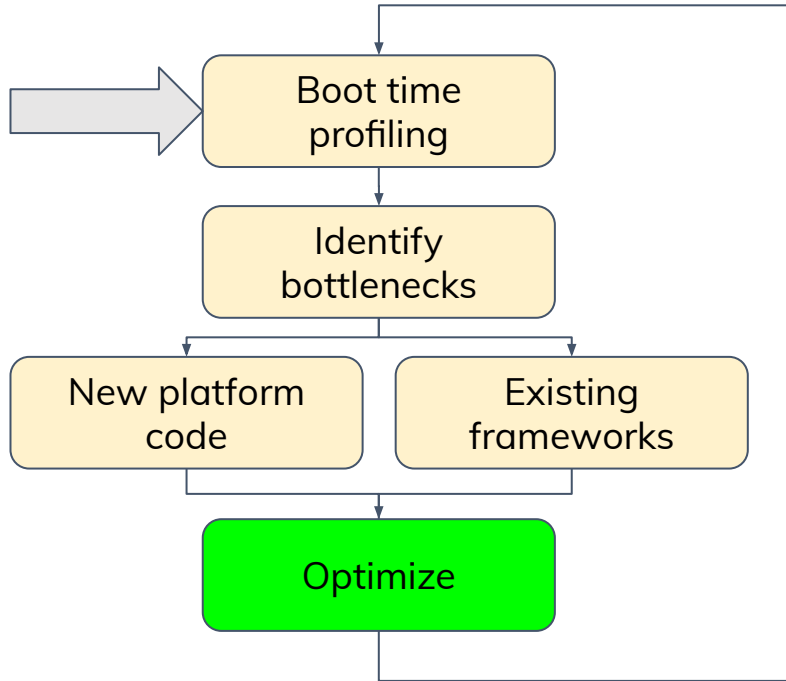 Boot time
profiling
Identify
bottlenecks
New platform
code
Existing
frameworks
Optimize